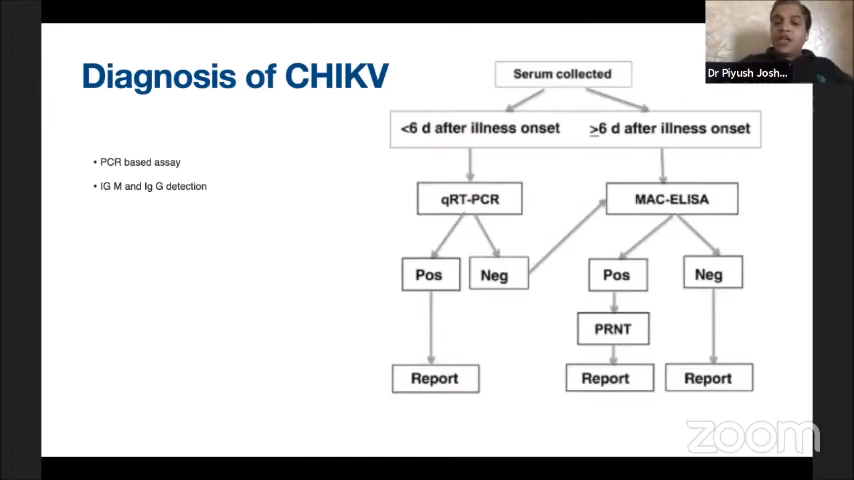 Diagnosis of CHIKV
• PCR based assay
• IG M and Ig G detection
Serum collected
<6 d after illness onset
≥6 d after illness onset
qRT-PCR
MAC-ELISA
Pos
Neg
Pos
Neg
PRNT
Report
Report
Report
Dr Piyush Josh...
zoom